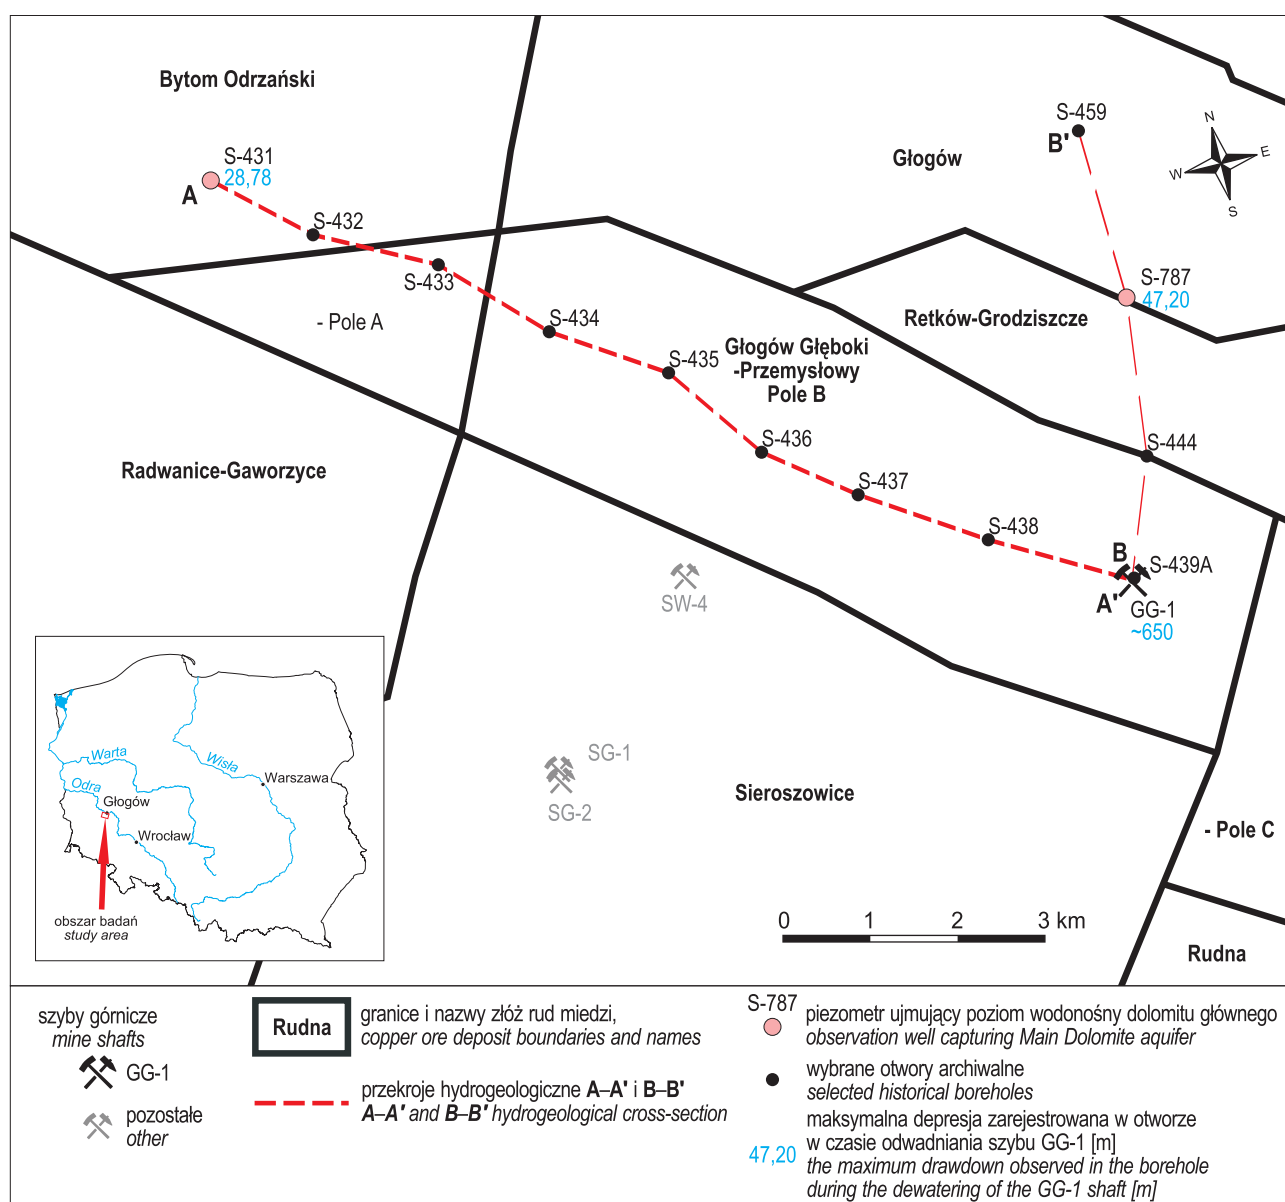 Bytom Odrzański
S-459
B'
N
E
W
S
Głogów
S-431
28,78
A
S-432
S-433
S-787
47,20
- Pole A
S-434
Retków-Grodziszcze
S-435
Głogów Głęboki
-Przemysłowy
Pole B
S-436
S-444
Radwanice-Gaworzyce
S-437
S-438
B
S-439A
A'
GG-1
~650
SW-4
SG-1
SG-2
Sieroszowice
- Pole C
Rudna
0 1 2 3 km
Warta
Wisła
Odra
Warszawa
Głogów
Wrocław
obszar badań
study area
szyby górnicze
mine shafts
GG-1
pozostałe
other
Rudna
granice i nazwy złóż rud miedzi,
copper ore deposit boundaries and names
przekroje hydrogeologiczne A–A' i B–B'
A–A' and B–B' hydrogeological cross-section
S-787
piezometr ujmujący poziom wodonośny dolomitu głównego
observation well capturing Main Dolomite aquifer
wybrane otwory archiwalne
selected historical boreholes
47,20
maksymalna depresja zarejestrowana w otworze
w czasie odwadniania szybu GG-1 [m]
the maximum drawdown observed in the borehole
during the dewatering of the GG-1 shaft [m]